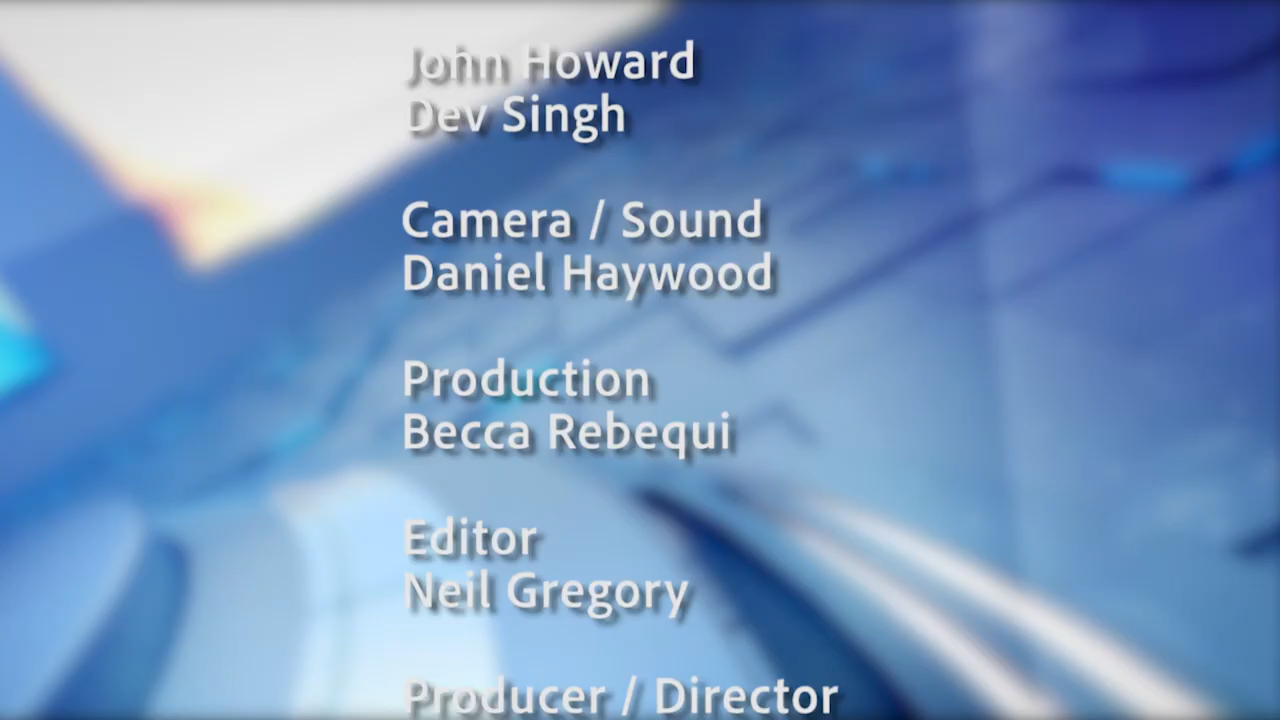 John Howard
Dev Singh
Camera / Sound
Daniel Haywood
Production
Becca Rebequi
Editor
Neil Gregory
Producer / Director